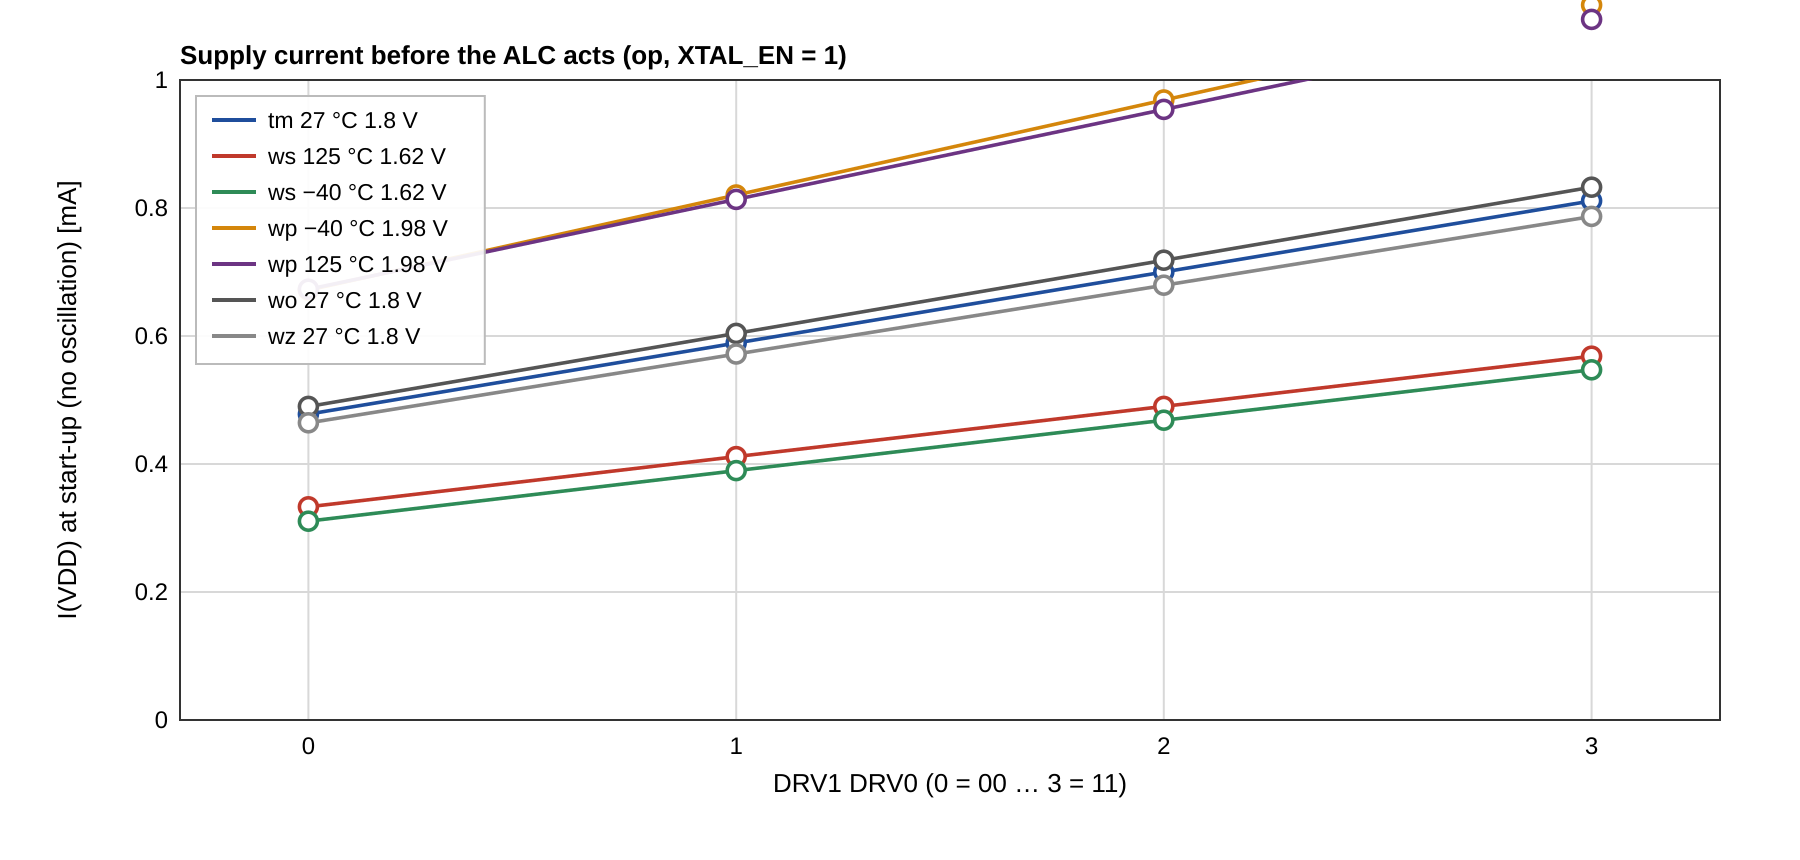 Supply current before the ALC acts (op, XTAL_EN = 1)
I(VDD) at start-up (no oscillation) [mA]
1
0.8
0.6
0.4
0.2
0
tm 27 °C 1.8 V
ws 125 °C 1.62 V
ws −40 °C 1.62 V
wp −40 °C 1.98 V
wp 125 °C 1.98 V
wo 27 °C 1.8 V
wz 27 °C 1.8 V
0 1 2 3
DRV1 DRV0 (0 = 00 … 3 = 11)